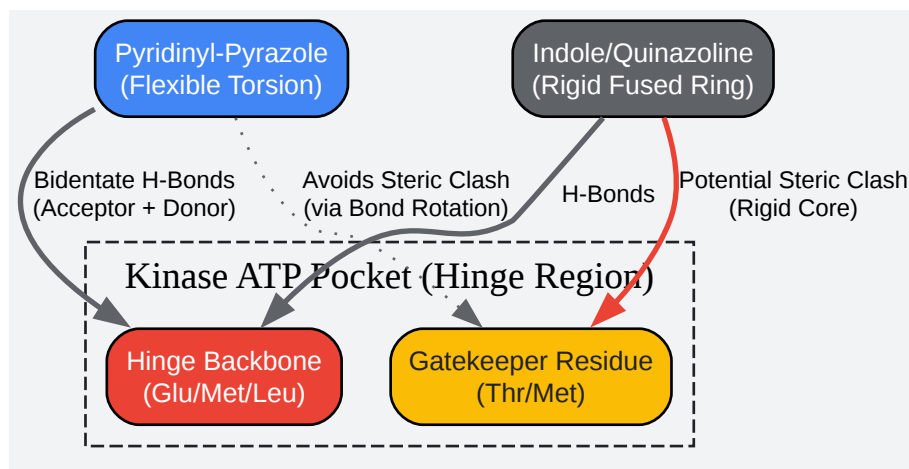 Pyridinyl-Pyrazole
(Flexible Torsion)
Indole/Quinazoline
(Rigid Fused Ring)
Bidentate H-Bonds
(Acceptor + Donor)
Avoids Steric Clash
(via Bond Rotation)
H-Bonds
Potential Steric Clash
(Rigid Core)
Kinase ATP Pocket (Hinge Region)
Hinge Backbone
(Glu/Met/Leu)
Gatekeeper Residue
(Thr/Met)